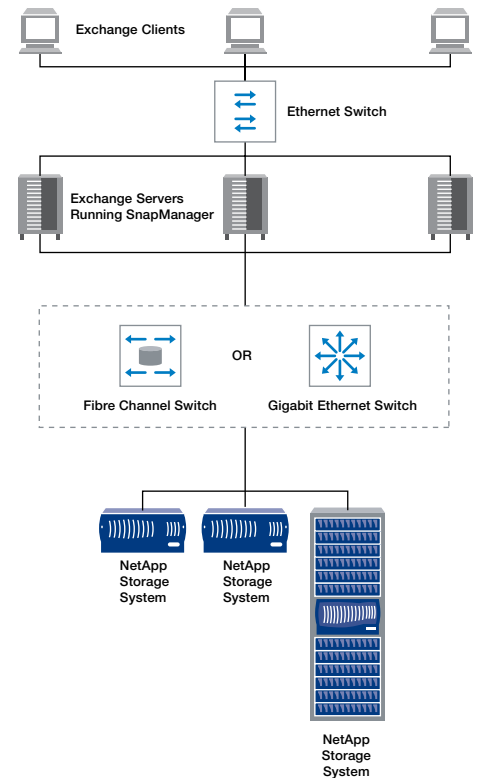 Exchange Clients
Ethernet Switch
Exchange Servers
Running SnapManager
OR
Fibre Channel Switch
Gigabit Ethernet Switch
NetApp
Storage
System
NetApp
Storage
System
NetApp
Storage
System